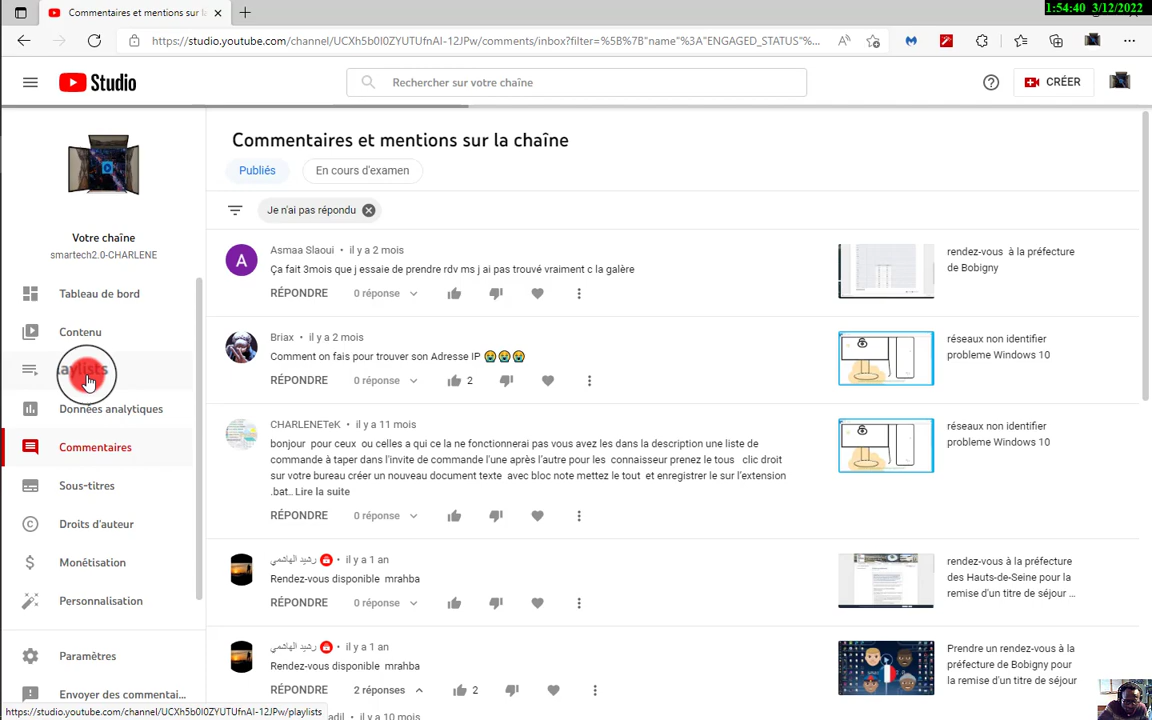 1:54:40 3/12/2022
Commentaires et mentions sur l
https://studio.youtube.com/channel/UCXh5b0I0ZYUTUfnAI-12JPw/comments/inbox?filter=%5B%7B"name"%3A"ENGAGED_STATUS"%...
Studio
Rechercher sur votre chaîne
CRÉER
Commentaires et mentions sur la chaîne
Publiés
En cours d'examen
Je n'ai pas répondu
Votre chaîne
smartech2.0-CHARLENE
Tableau de bord
Contenu
aylists
Données analytiques
Commentaires
Sous-titres
Droits d'auteur
Monétisation
Personnalisation
Paramètres
Envoyer des commentai...
Asmaa Slaoui • il y a 2 mois
Ça fait 3mois que j essaie de prendre rdv ms j ai pas trouvé vraiment c la galère
RÉPONDRE 0 réponse
rendez-vous à la préfecture
de Bobigny
Briax • il y a 2 mois
Comment on fais pour trouver son Adresse IP 😭😭😭
RÉPONDRE 0 réponse 2
réseaux non identifier
probleme Windows 10
CHARLENETeK • il y a 11 mois
bonjour pour ceux ou celles a qui ca la ne fonctionnerai pas vous avez les dans la description une liste de
commande à taper dans l'invite de commande l'une après l'autre pour les connaisseur prenez le tous clic droit
sur votre bureau créer un nouveau document texte avec bloc note mettez le tout et enregistrer le sur l'extension
.bat.. Lire la suite
RÉPONDRE 0 réponse
réseaux non identifier
probleme Windows 10
رشيد الهاشمي • il y a 1 an
Rendez-vous disponible mrahba
RÉPONDRE 0 réponse
rendez-vous à la préfecture
des Hauts-de-Seine pour la
remise d'un titre de séjour ...
رشيد الهاشمي • il y a 1 an
Rendez-vous disponible mrahba
RÉPONDRE 2 réponses 2
Prendre un rendez-vous à la
préfecture de Bobigny pour
la remise d'un titre de séjour
adil • il y a 10 mois
https://studio.youtube.com/channel/UCXh5b0I0ZYUTUfnAI-12JPw/playlists